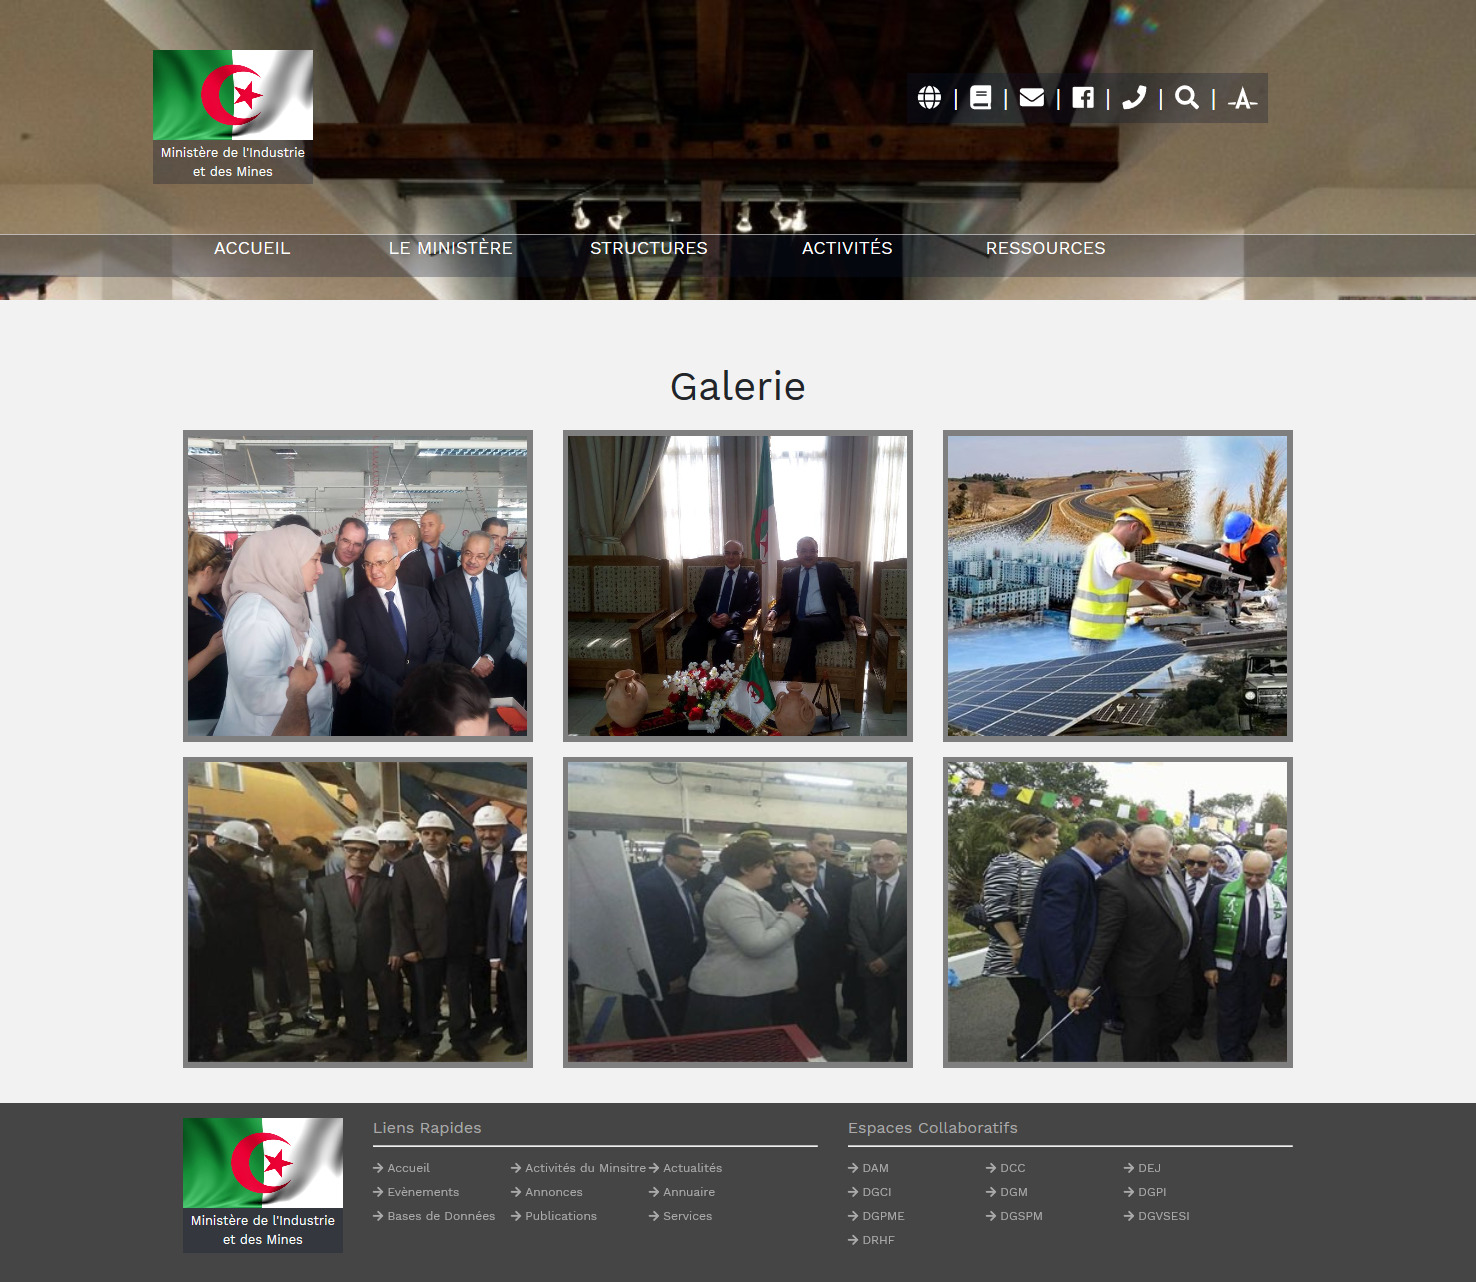 Ministère de l'Industrie
et des Mines
| | | | | |
ACCUEIL LE MINISTÈRE STRUCTURES ACTIVITÉS RESSOURCES
Galerie
Ministère de l'Industrie
et des Mines
Liens Rapides
Accueil Activités du Minsitre Actualités
Evènements Annonces Annuaire
Bases de Données Publications Services
Espaces Collaboratifs
DAM DCC DEJ
DGCI DGM DGPI
DGPME DGSPM DGVSESI
DRHF